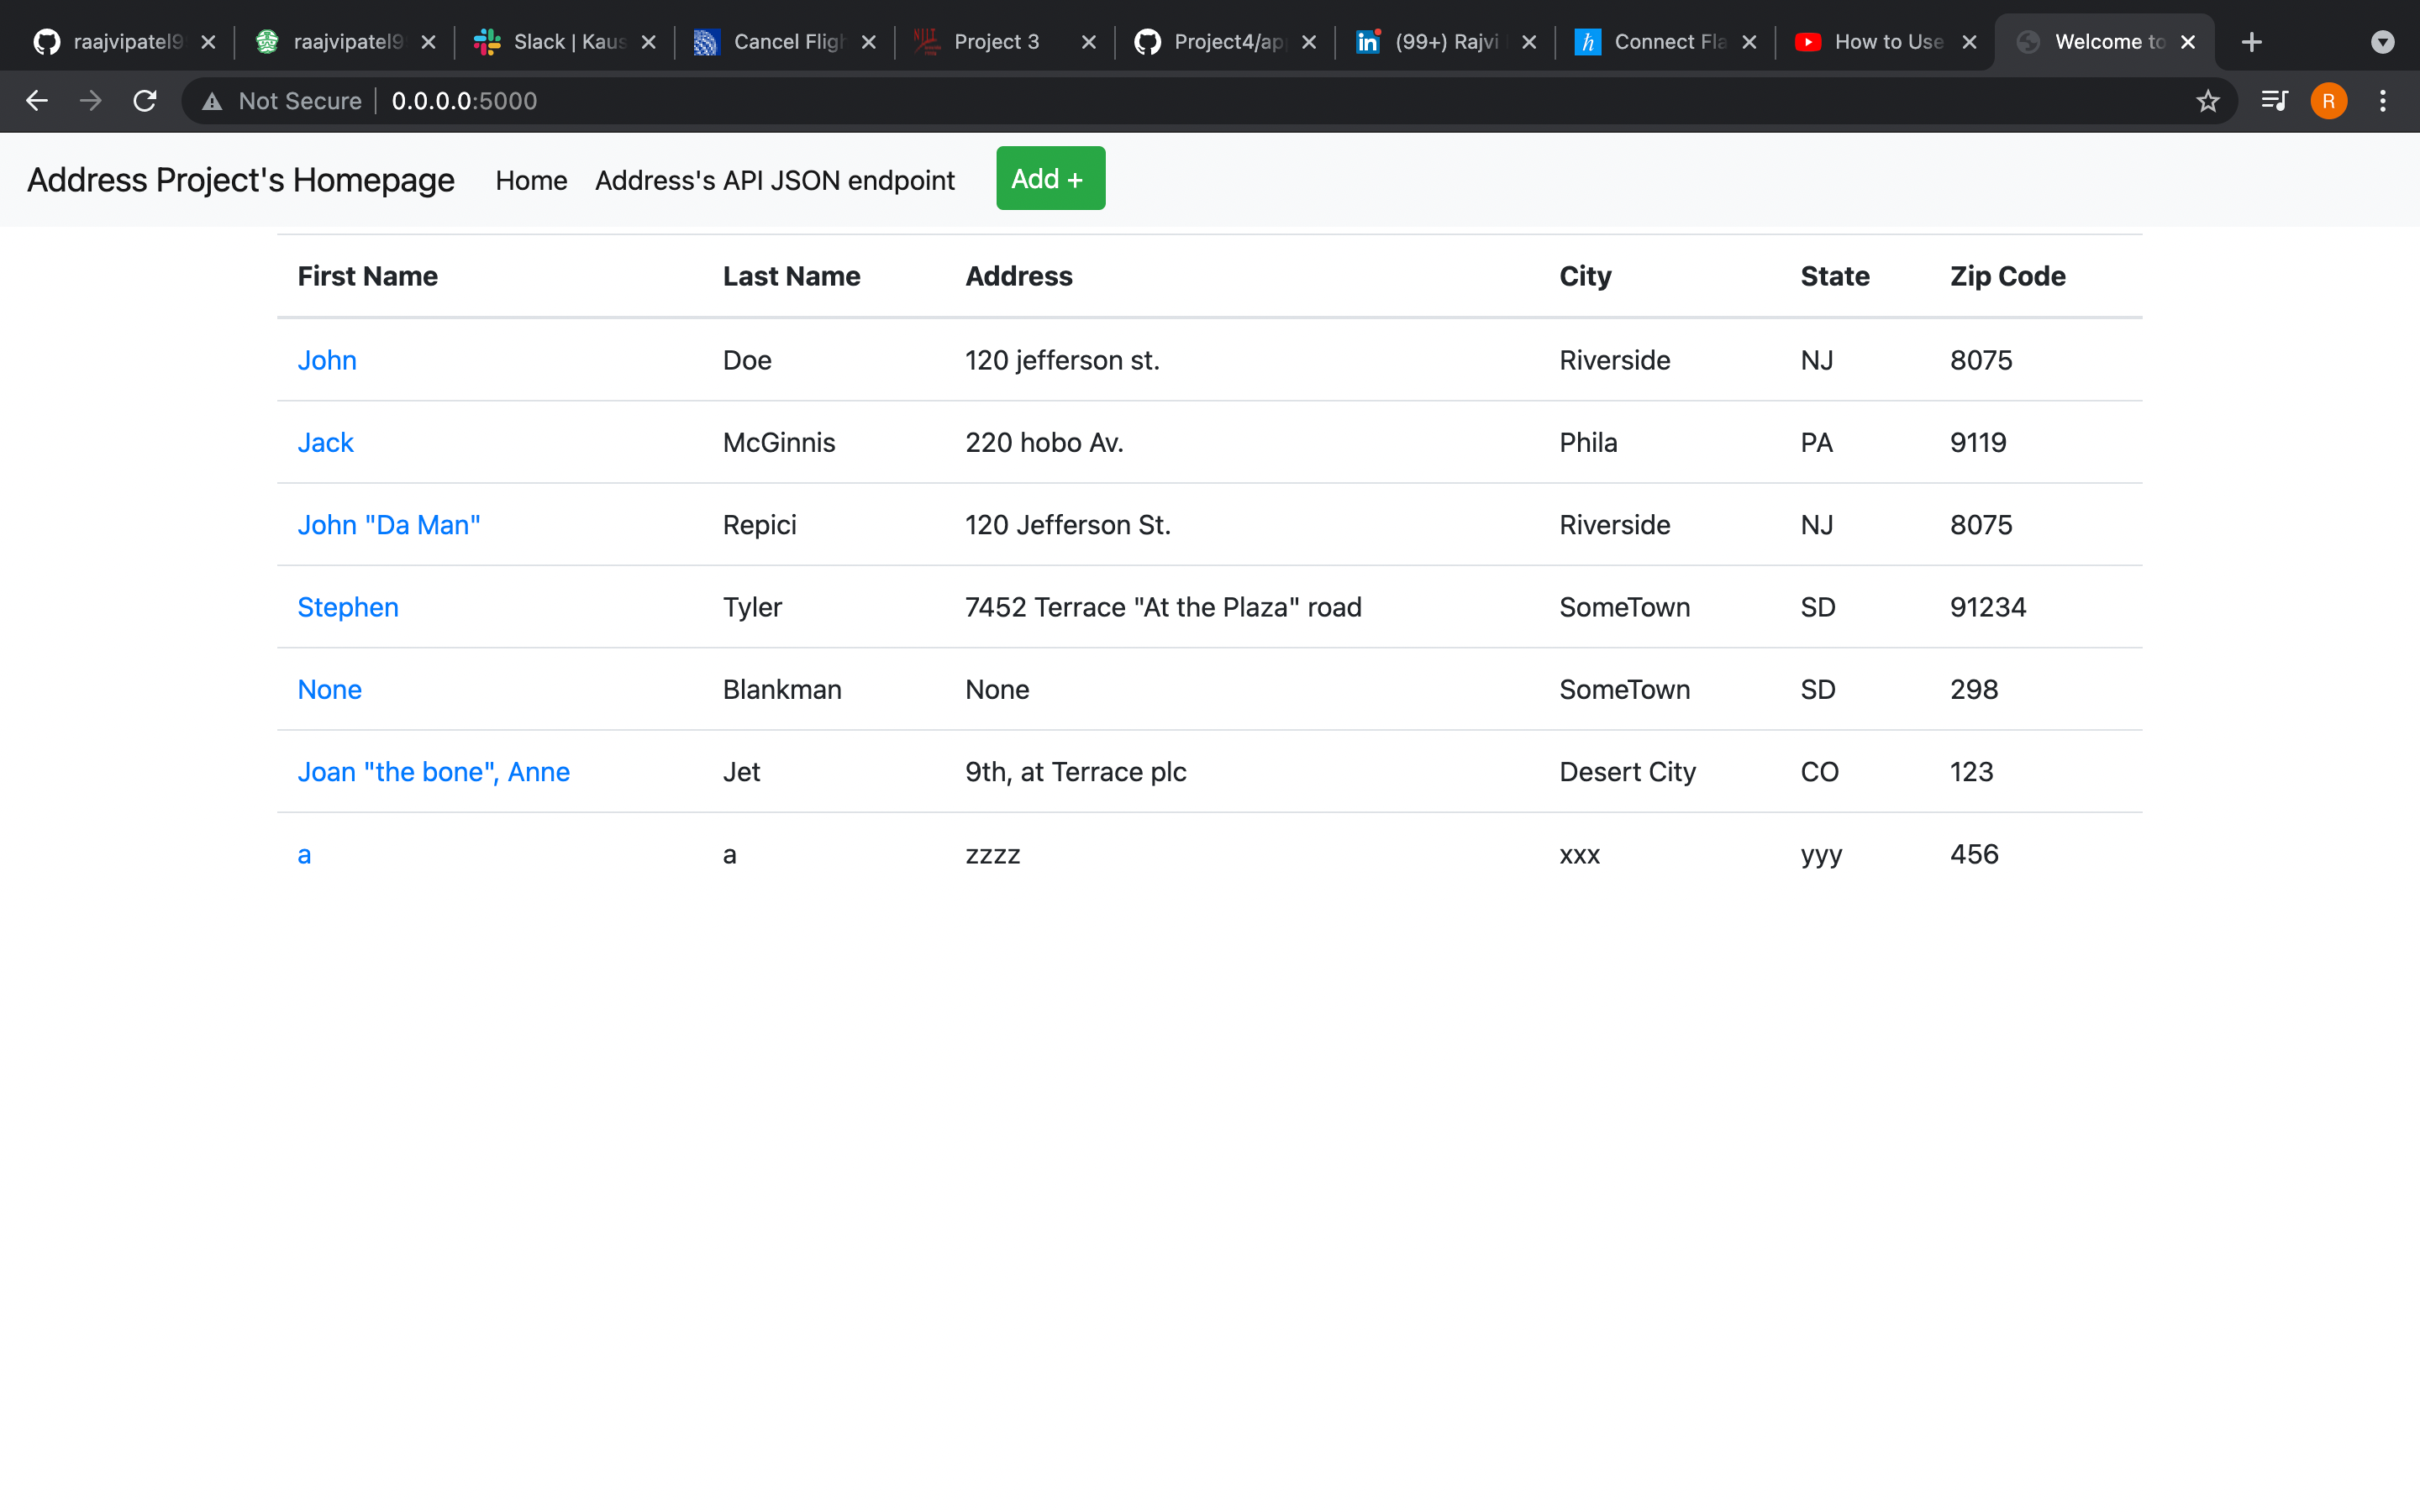 raajvipatel9 raajvipatel9 Slack | Kaus Cancel Fligh Project 3 Project4/ap (99+) Rajvi Connect Fla How to Use Welcome to
Not Secure 0.0.0.0:5000 R
Address Project's Homepage Home Address's API JSON endpoint Add +
First Name Last Name Address City State Zip Code
John Doe 120 jefferson st. Riverside NJ 8075
Jack McGinnis 220 hobo Av. Phila PA 9119
John "Da Man" Repici 120 Jefferson St. Riverside NJ 8075
Stephen Tyler 7452 Terrace "At the Plaza" road SomeTown SD 91234
None Blankman None SomeTown SD 298
Joan "the bone", Anne Jet 9th, at Terrace plc Desert City CO 123
a a zzzz xxx yyy 456